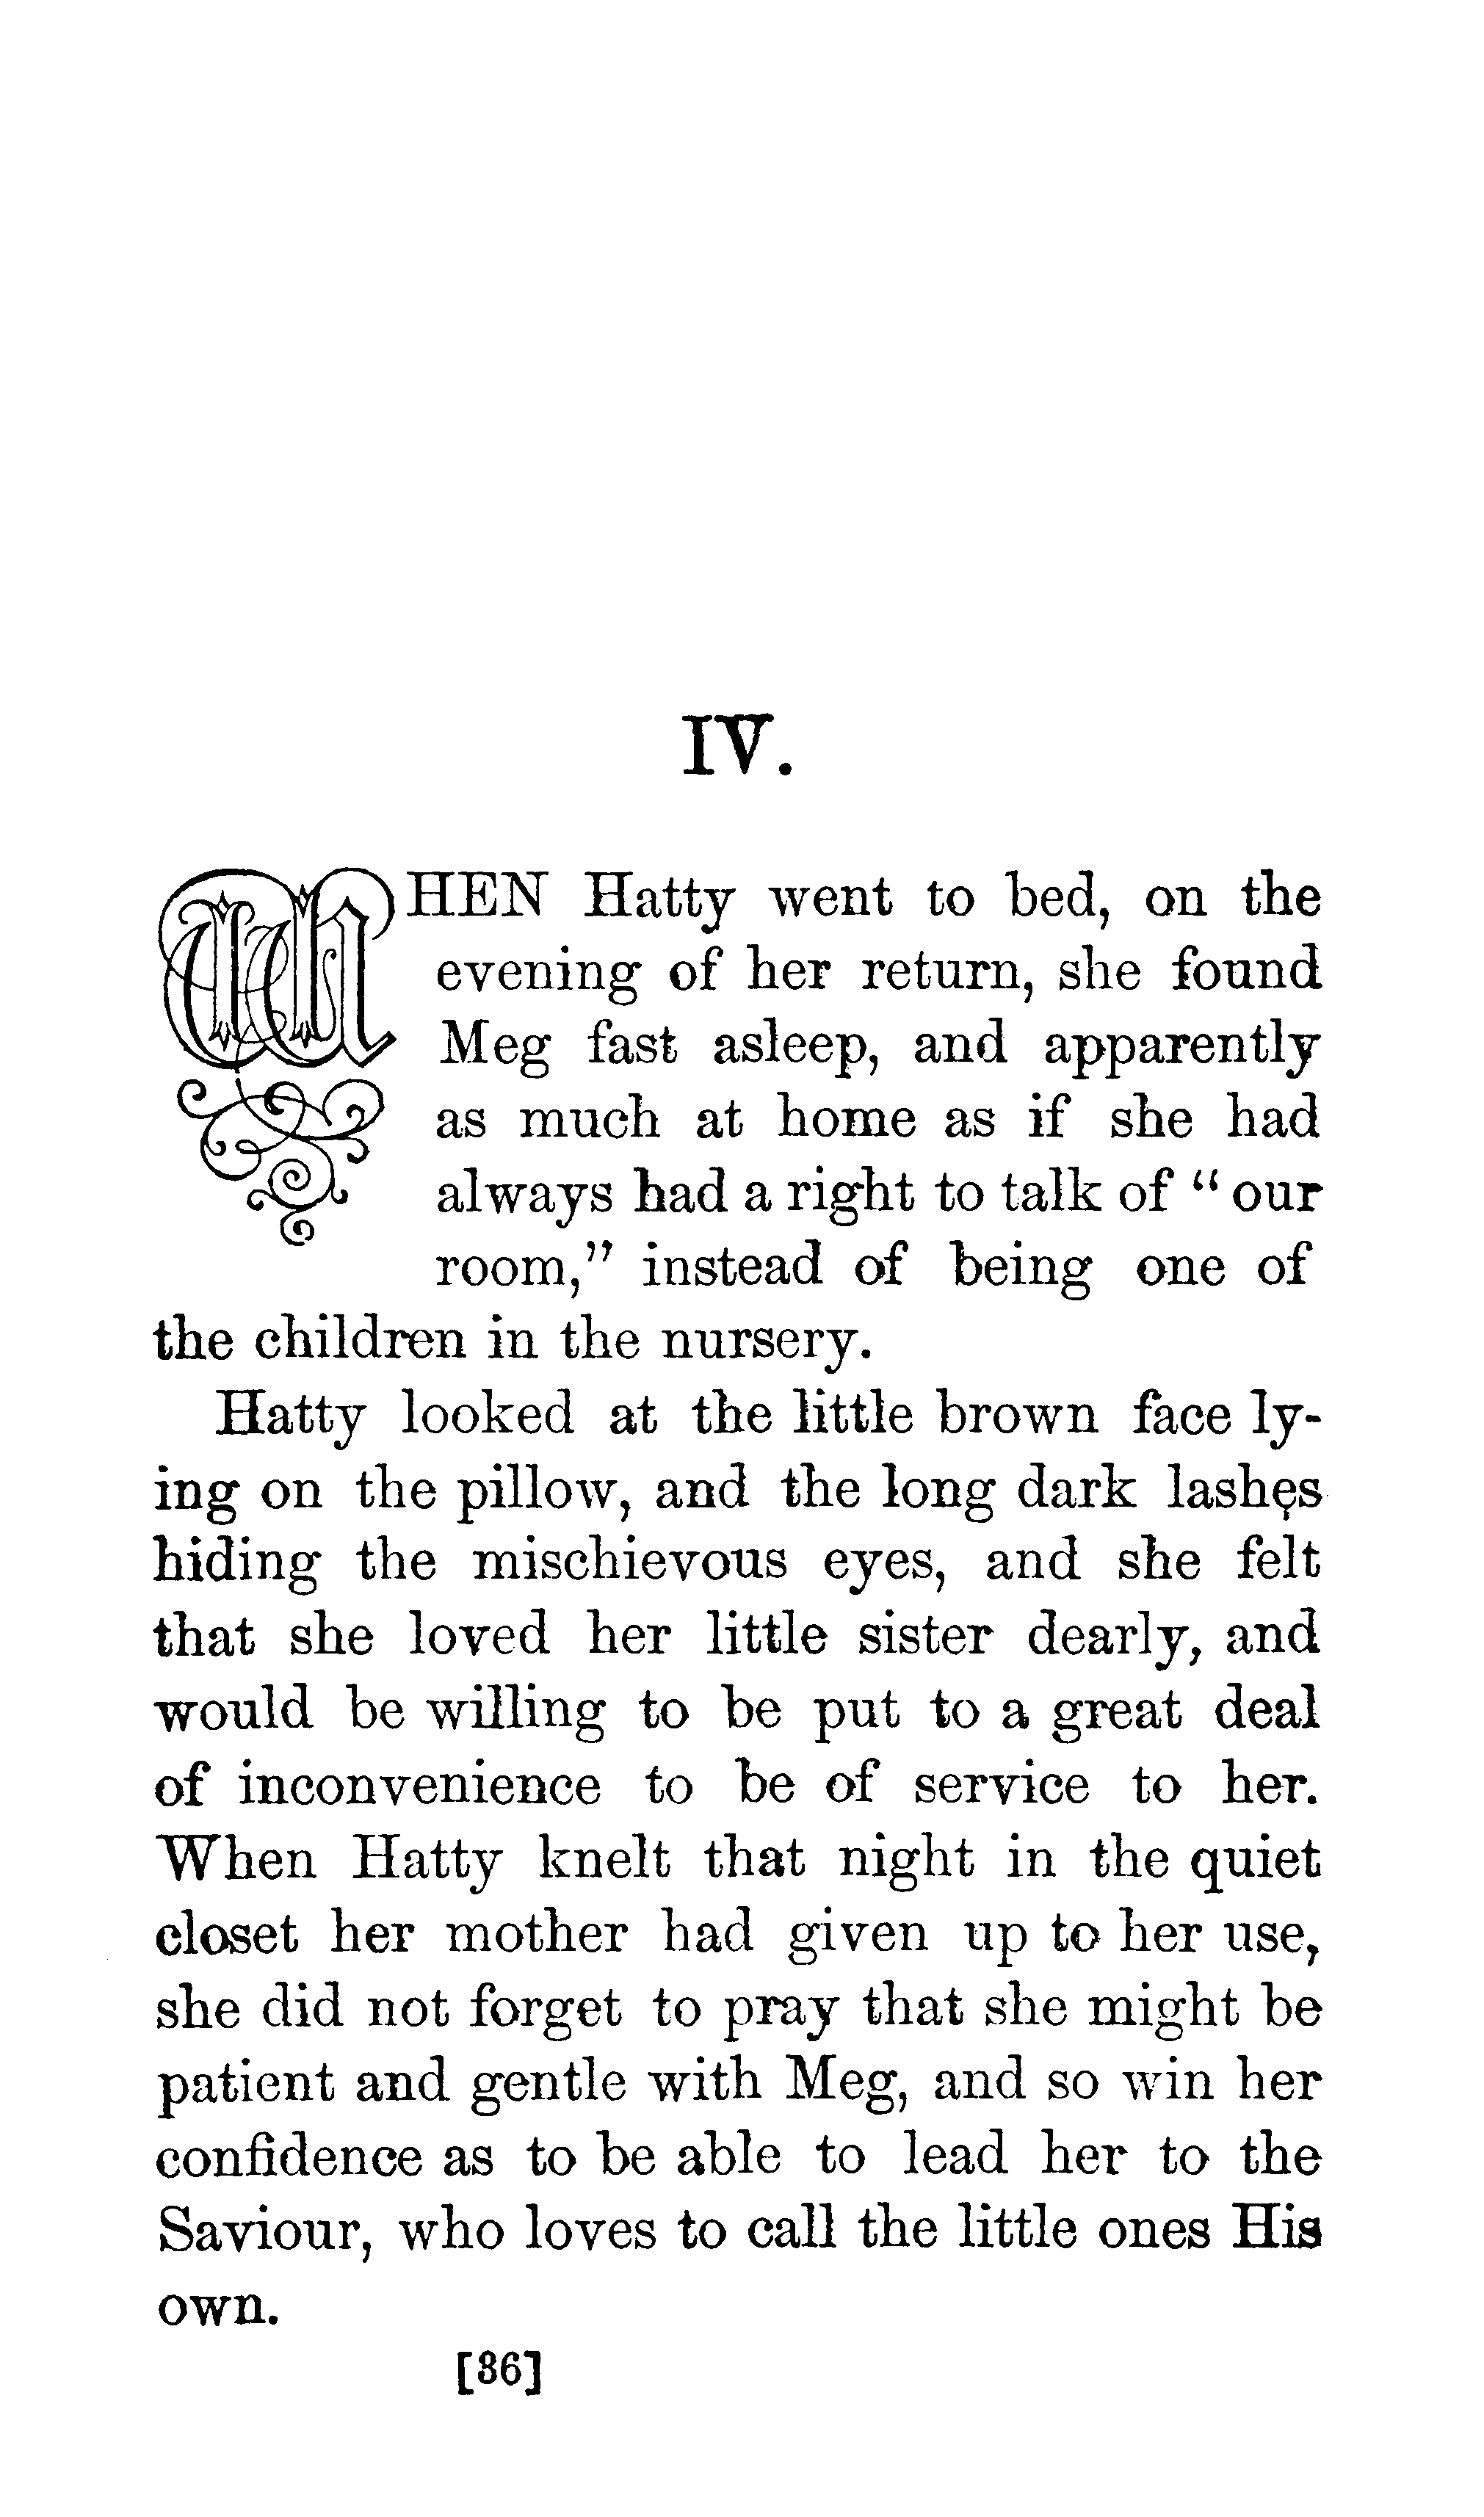 IV.
WHEN Hatty went to bed, on the
evening of her return, she found
Meg fast asleep, and apparently
as much at home as if she had
always had a right to talk of “our
room,” instead of being one of
the children in the nursery.
Hatty looked at the little brown face ly-
ing on the pillow, and the long dark lashes
hiding the mischievous eyes, and she felt
that she loved her little sister dearly, and
would be willing to be put to a great deal
of inconvenience to be of service to her.
When Hatty knelt that night in the quiet
closet her mother had given up to her use,
she did not forget to pray that she might be
patient and gentle with Meg, and so win her
confidence as to be able to lead her to the
Saviour, who loves to call the little ones His
own.
[36]